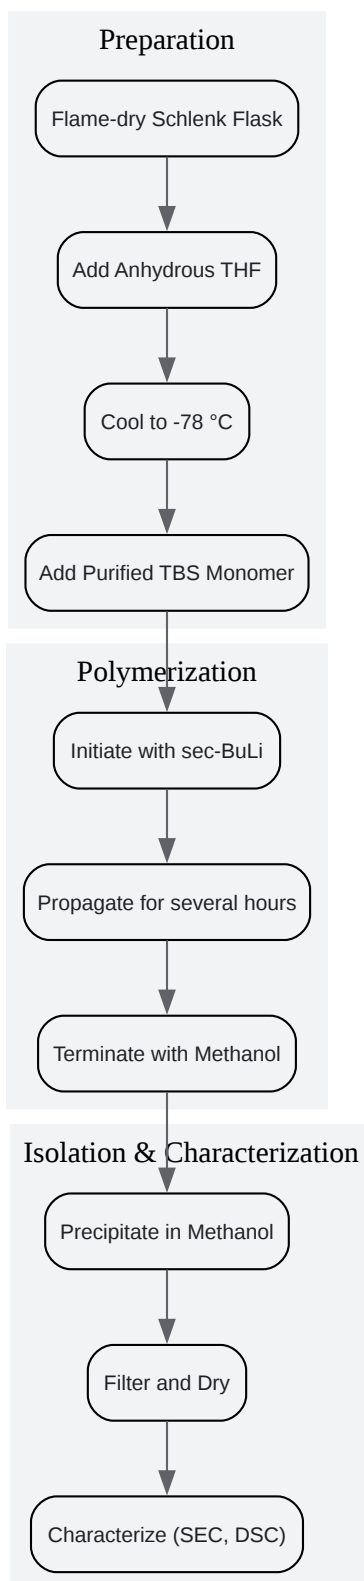 Preparation
Flame-dry Schlenk Flask
Add Anhydrous THF
Cool to -78 °C
Add Purified TBS Monomer
Polymerization
Initiate with sec-BuLi
Propagate for several hours
Terminate with Methanol
Isolation & Characterization
Precipitate in Methanol
Filter and Dry
Characterize (SEC, DSC)